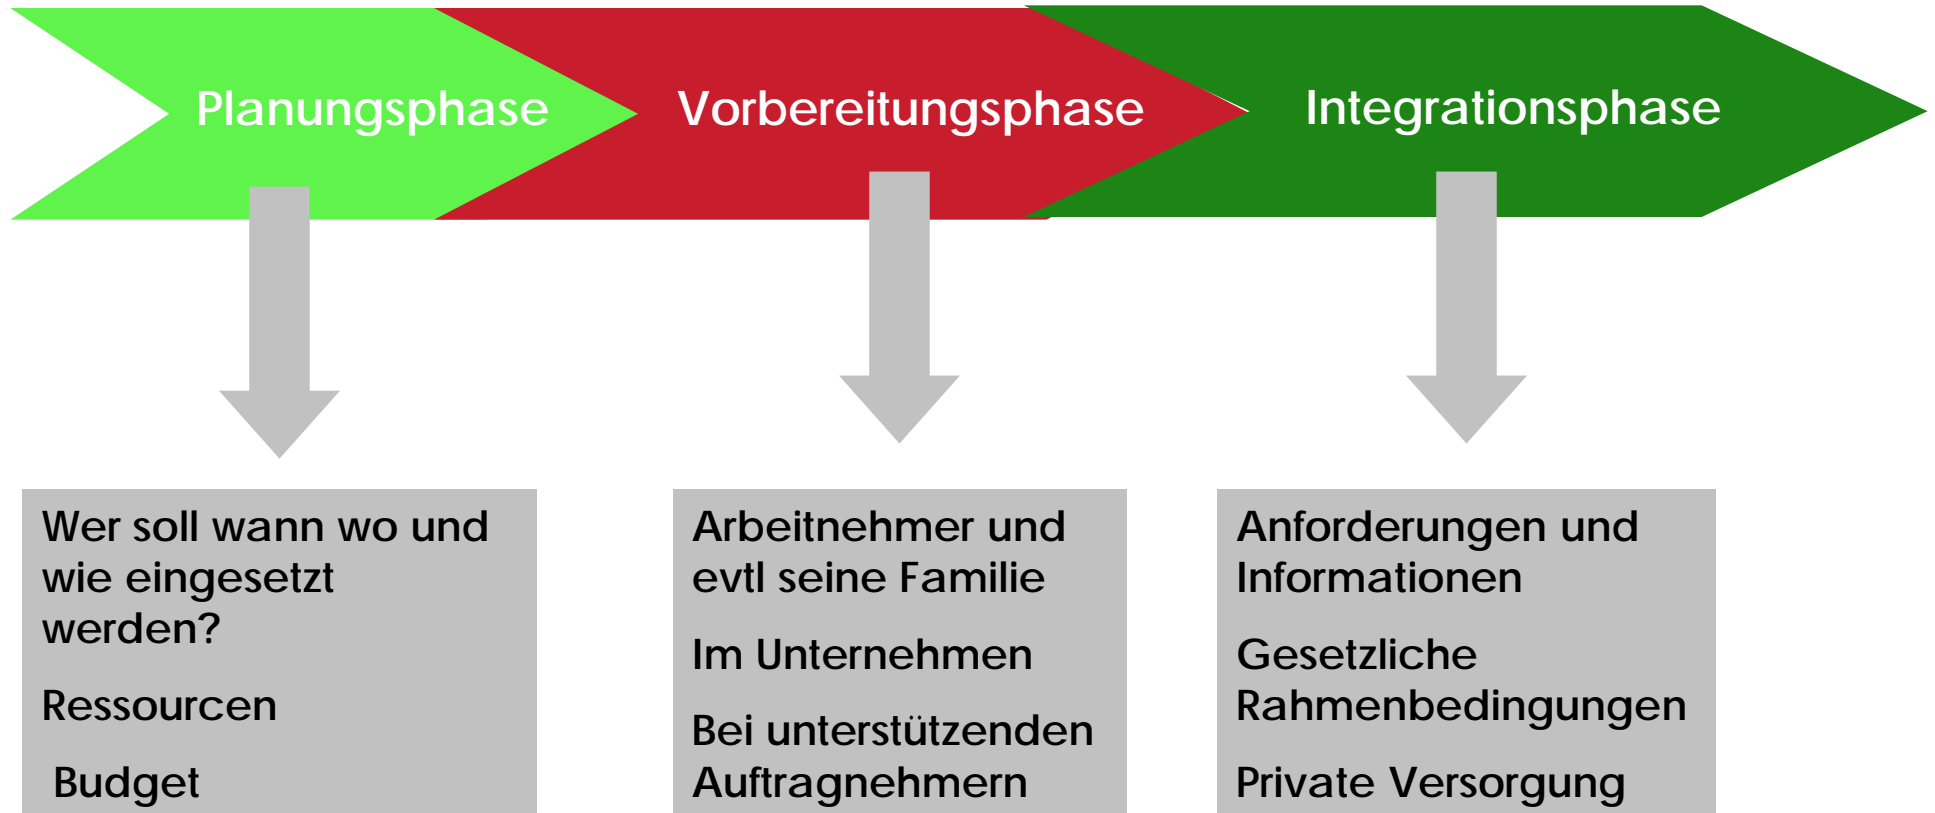 Planungsphase
Vorbereitungsphase
Integrationsphase
Wer soll wann wo und
wie eingesetzt
werden?
Ressourcen
Budget
Arbeitnehmer und
evtl seine Familie
Im Unternehmen
Bei unterstützenden
Auftragnehmern
Anforderungen und
Informationen
Gesetzliche
Rahmenbedingungen
Private Versorgung